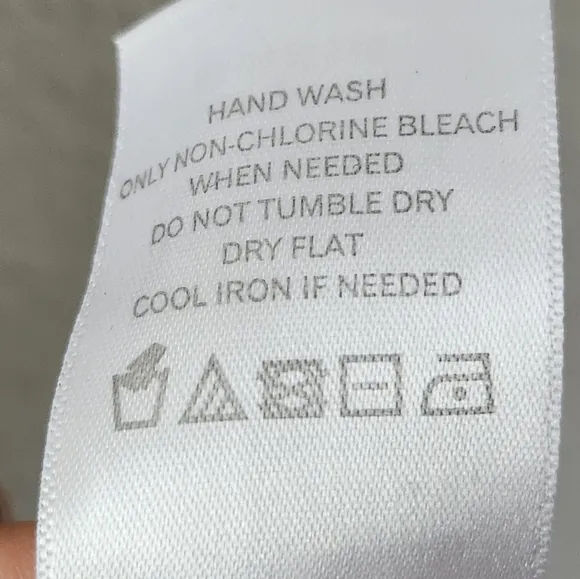 HAND WASH
ONLY NON-CHLORINE BLEACH
WHEN NEEDED
DO NOT TUMBLE DRY
DRY FLAT
COOL IRON IF NEEDED